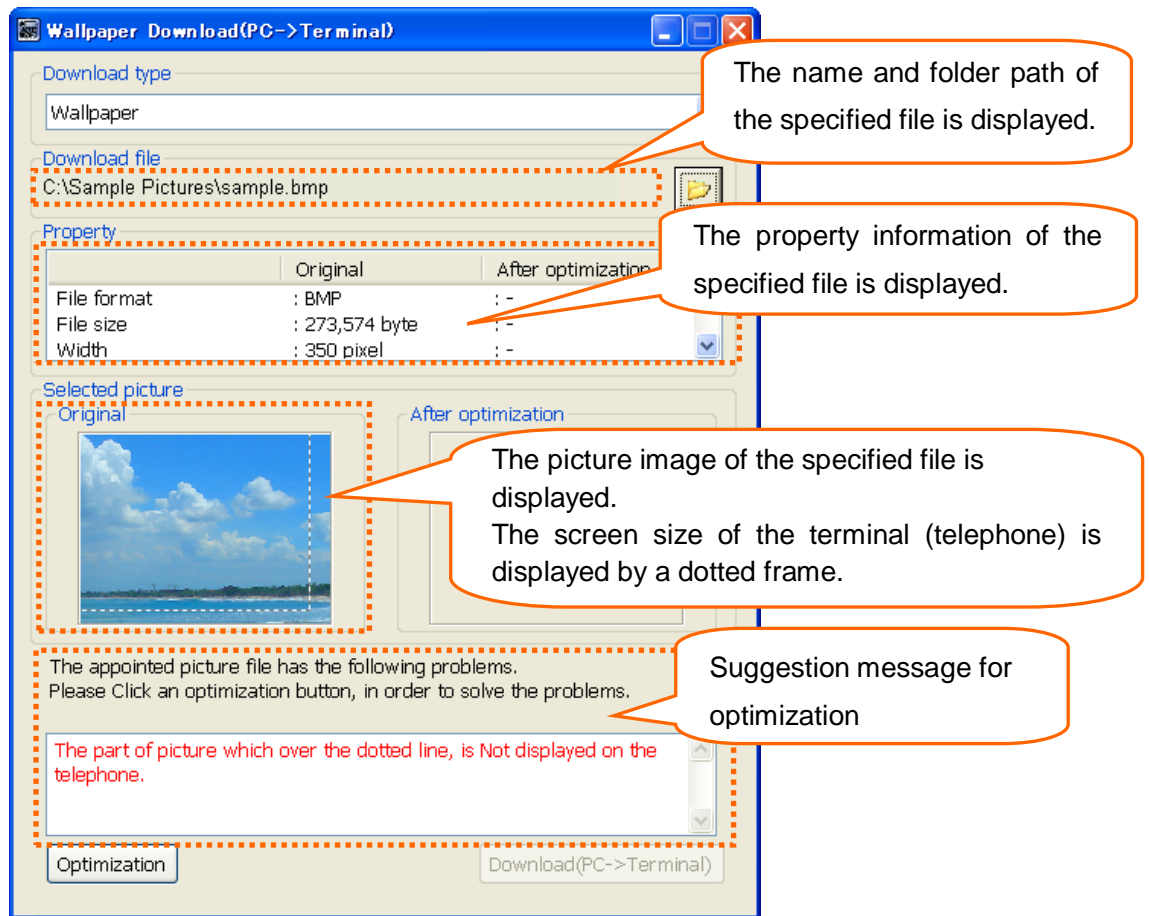 Wallpaper Download(PC->Terminal)
Download type
Wallpaper
The name and folder path of
the specified file is displayed.
Download file
C:\Sample Pictures\sample.bmp
Property
Original After optimization
File format : BMP : -
File size : 273,574 byte : -
Width : 350 pixel : -
The property information of the
specified file is displayed.
Selected picture
Original
After optimization
The picture image of the specified file is
displayed.
The screen size of the terminal (telephone) is
displayed by a dotted frame.
The appointed picture file has the following problems.
Please Click an optimization button, in order to solve the problems.
Suggestion message for
optimization
The part of picture which over the dotted line, is Not displayed on the
telephone.
Optimization
Download(PC->Terminal)